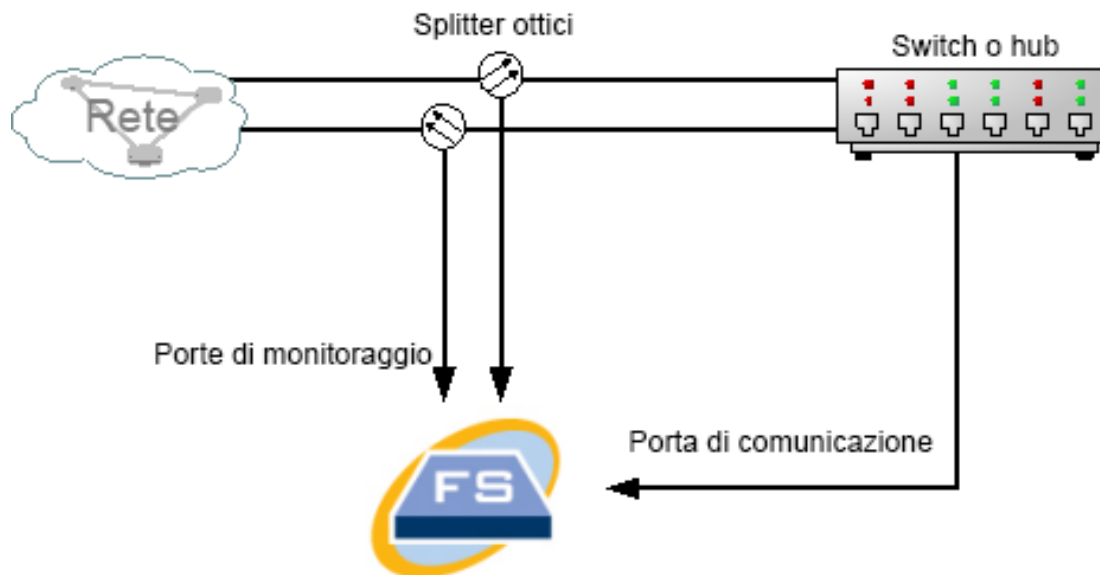 Splitter ottici
Switch o hub
Rete
Porte di monitoraggio
Porta di comunicazione
FS